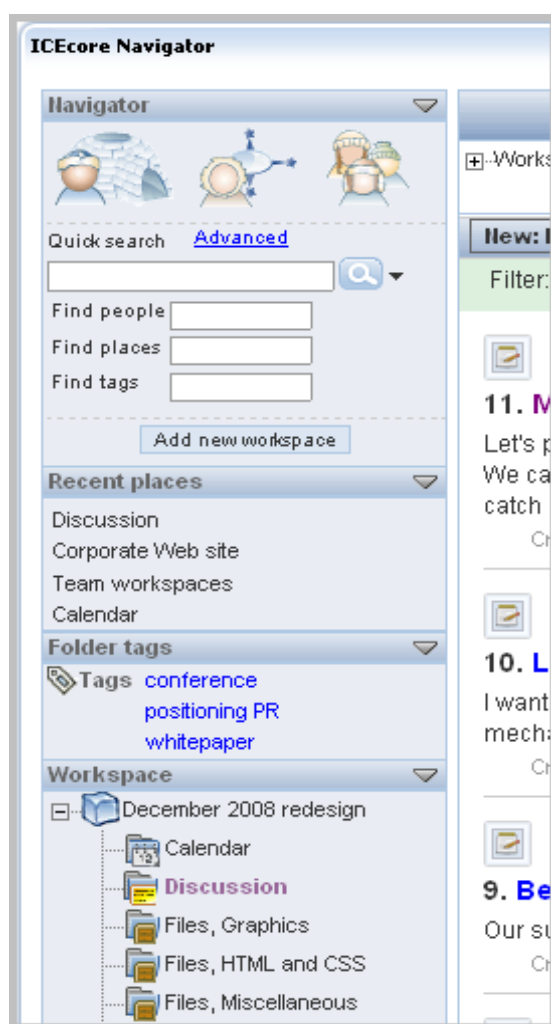 ICEcore Navigator
Navigator
Quick search Advanced
Find people
Find places
Find tags
Add new workspace
Recent places
Discussion
Corporate Web site
Team workspaces
Calendar
Folder tags
Tags conference
positioning PR
whitepaper
Workspace
December 2008 redesign
Calendar
Discussion
Files, Graphics
Files, HTML and CSS
Files, Miscellaneous
New:
Filter:
11.
Let's
We
catch
10.
I want
9.
Our